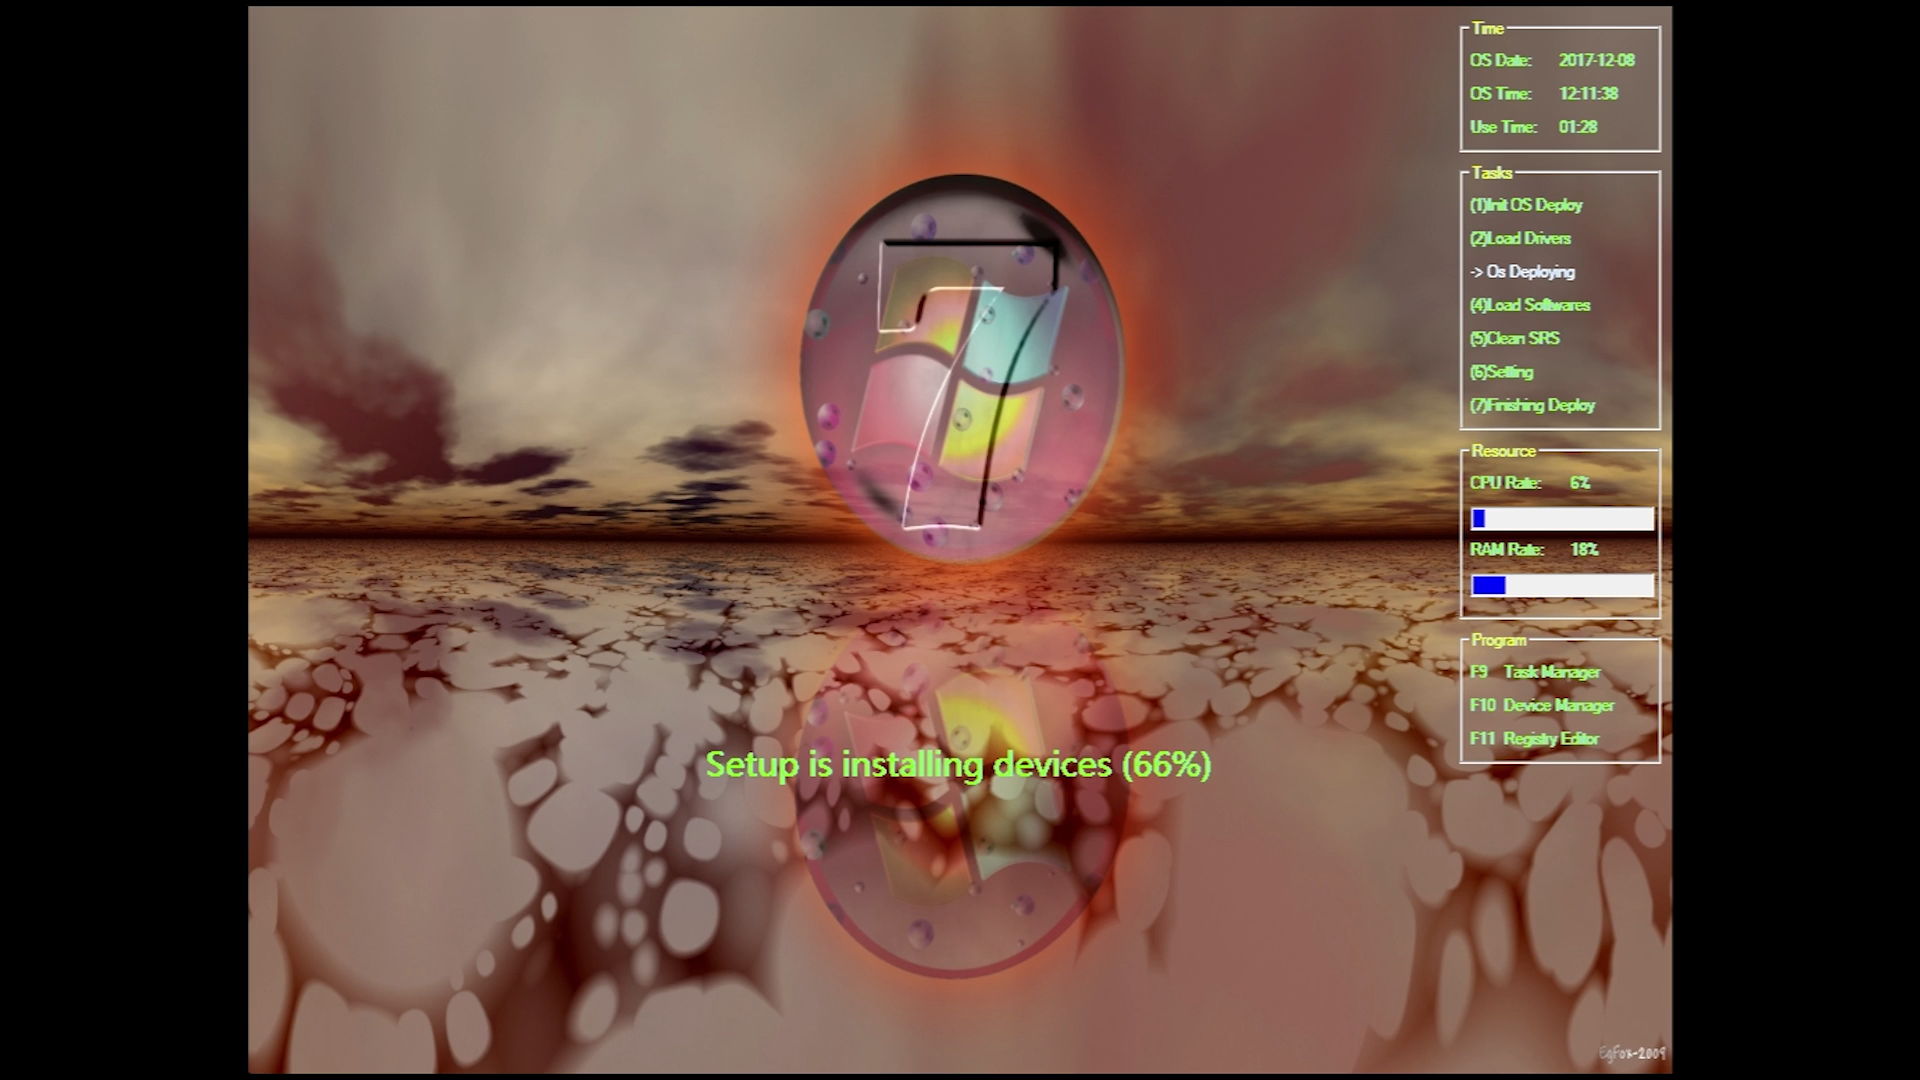 Time
OS Date: 2017-12-08
OS Time: 12:11:38
Use Time: 01:28
Tasks
(1)Init OS Deploy
(2)Load Drivers
-> Os Deploying
(4)Load Softwares
(5)Clean SRS
(6)Setting
(7)Finishing Deploy
Resource
CPU Rate: 6%
RAM Rate: 18%
Program
F9 Task Manager
F10 Device Manager
F11 Registry Editor
7
Setup is installing devices (66%)
EgFox-2009